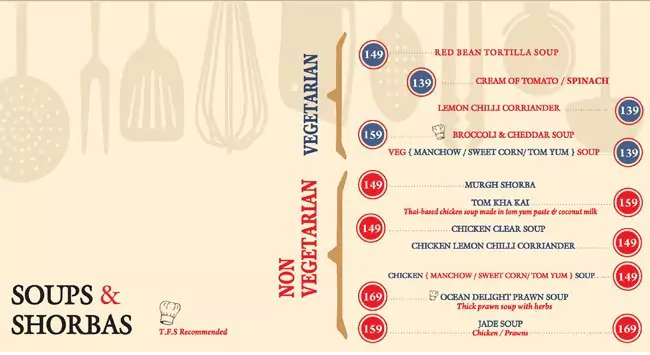 VEGETARIAN
149 RED BEAN TORTILLA SOUP
139 CREAM OF TOMATO / SPINACH
LEMON CHILLI CORRIANDER 139
159 BROCCOLI & CHEDDAR SOUP
VEG { MANCHOW / SWEET CORN/ TOM YUM } SOUP 139
NON
VEGETARIAN
149 MURGH SHORBA
TOM KHA KAI 159
Thai-based chicken soup made in tom yum paste & coconut milk
149 CHICKEN CLEAR SOUP
CHICKEN LEMON CHILLI CORRIANDER 149
CHICKEN { MANCHOW / SWEET CORN/ TOM YUM } SOUP 149
169 OCEAN DELIGHT PRAWN SOUP
Thick prawn soup with herbs
159 JADE SOUP 169
Chicken / Prawns
SOUPS &
SHORBAS
T.F.S Recommended